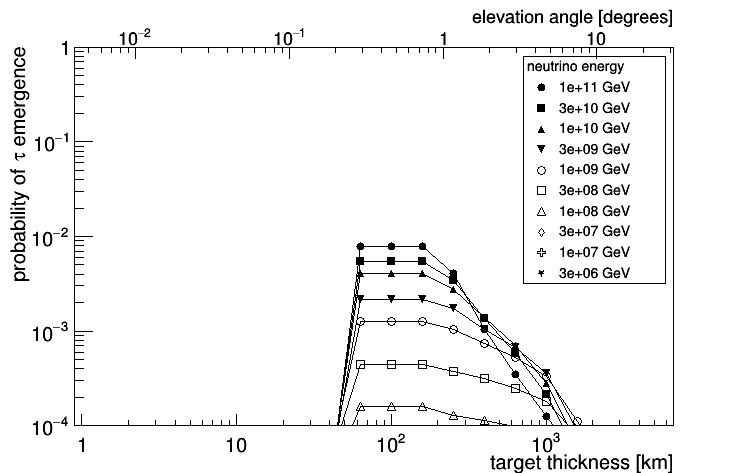 elevation angle [degrees]
10−2 10−1 1 10
1
10−1
10−2
10−3
10−4
probability of τ emergence
neutrino energy
1e+11 GeV
3e+10 GeV
1e+10 GeV
3e+09 GeV
1e+09 GeV
3e+08 GeV
1e+08 GeV
3e+07 GeV
1e+07 GeV
3e+06 GeV
1 10 102 103
target thickness [km]